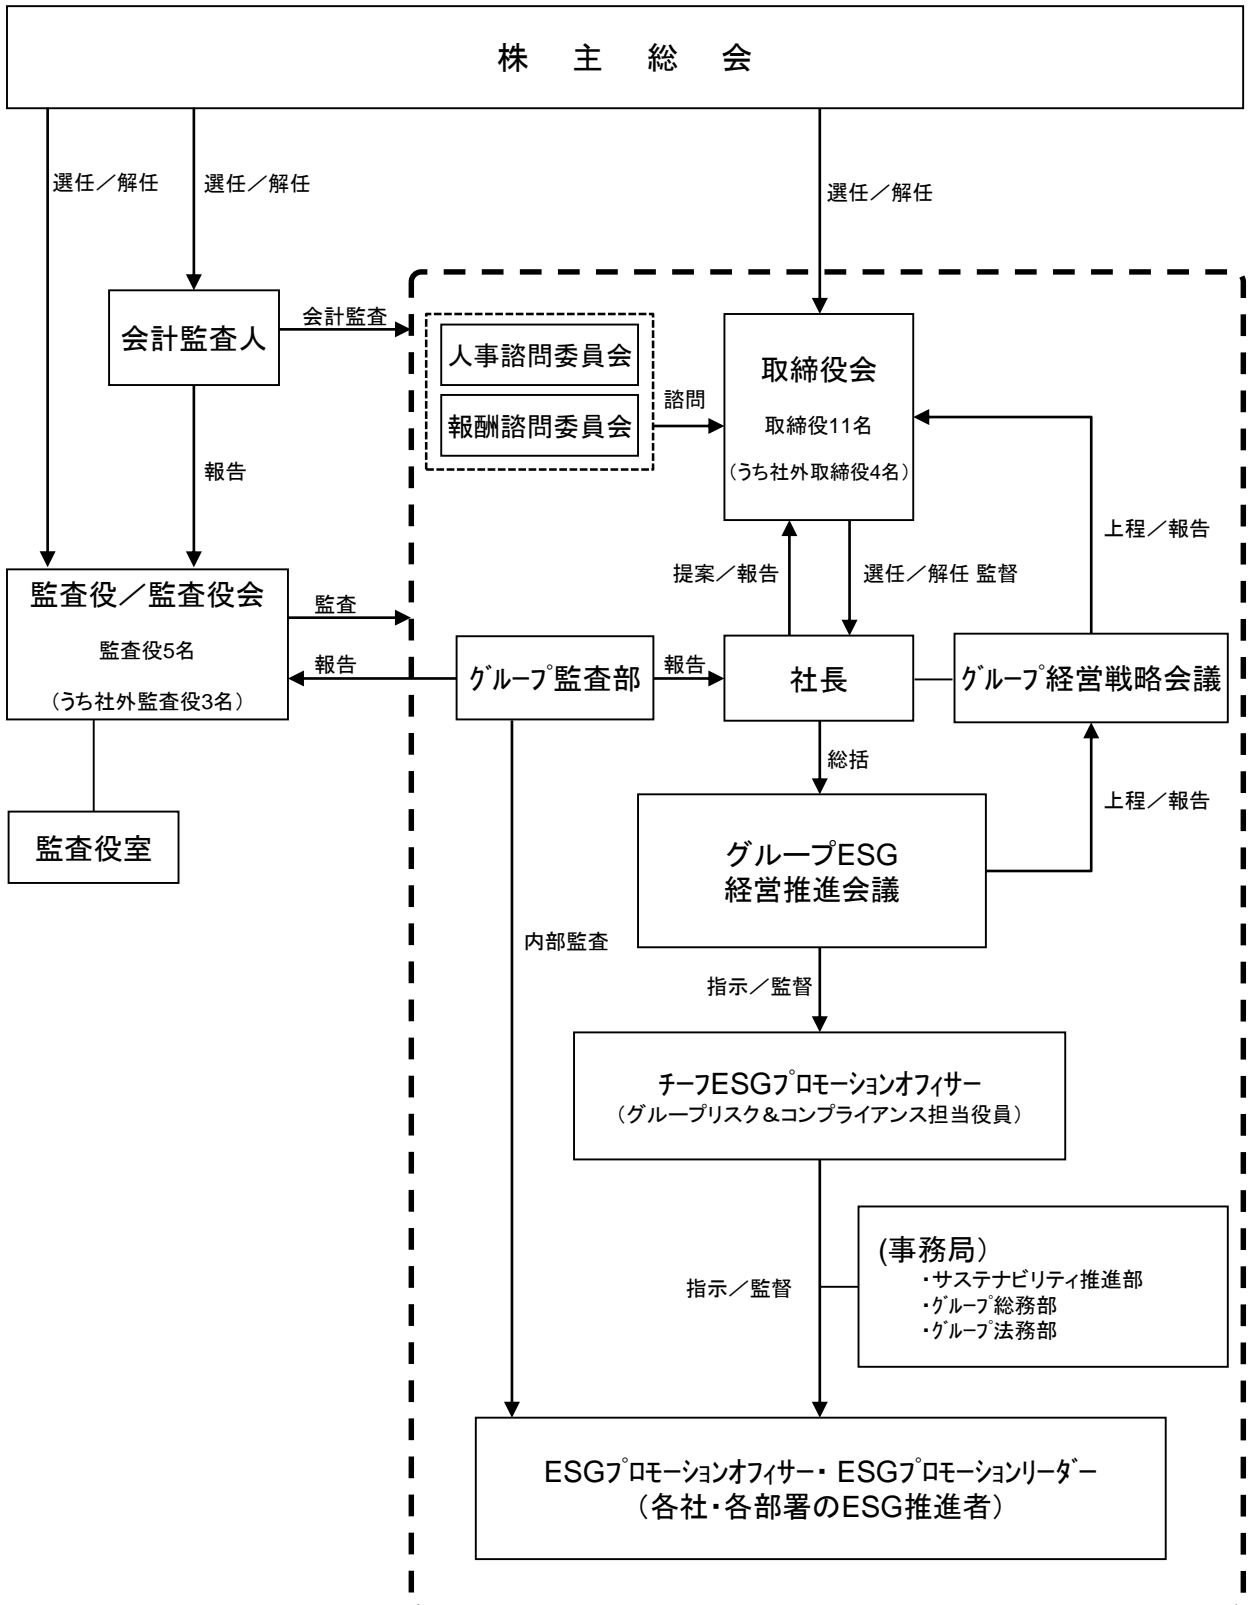 株　主　総　会
選任／解任
選任／解任
選任／解任
会計監査人
会計監査
人事諮問委員会
報酬諮問委員会
諮問
取締役会
取締役11名
（うち社外取締役4名）
報告
上程／報告
提案／報告
選任／解任 監督
監査役／監査役会
監査役5名
（うち社外監査役3名）
監査
報告
ｸﾞﾙｰﾌﾟ監査部
報告
社長
ｸﾞﾙｰﾌﾟ経営戦略会議
総括
上程／報告
監査役室
グループESG
経営推進会議
内部監査
指示／監督
ﾁｰﾌESGﾌﾟﾛﾓｰｼｮﾝｵﾌｨｻｰ
（グループリスク＆コンプライアンス担当役員）
(事務局）
・サステナビリティ推進部
・ｸﾞﾙｰﾌﾟ総務部
・ｸﾞﾙｰﾌﾟ法務部
指示／監督
ESGﾌﾟﾛﾓｰｼｮﾝｵﾌｨｻｰ・ESGﾌﾟﾛﾓｰｼｮﾝﾘｰﾀﾞｰ
（各社・各部署のESG推進者）